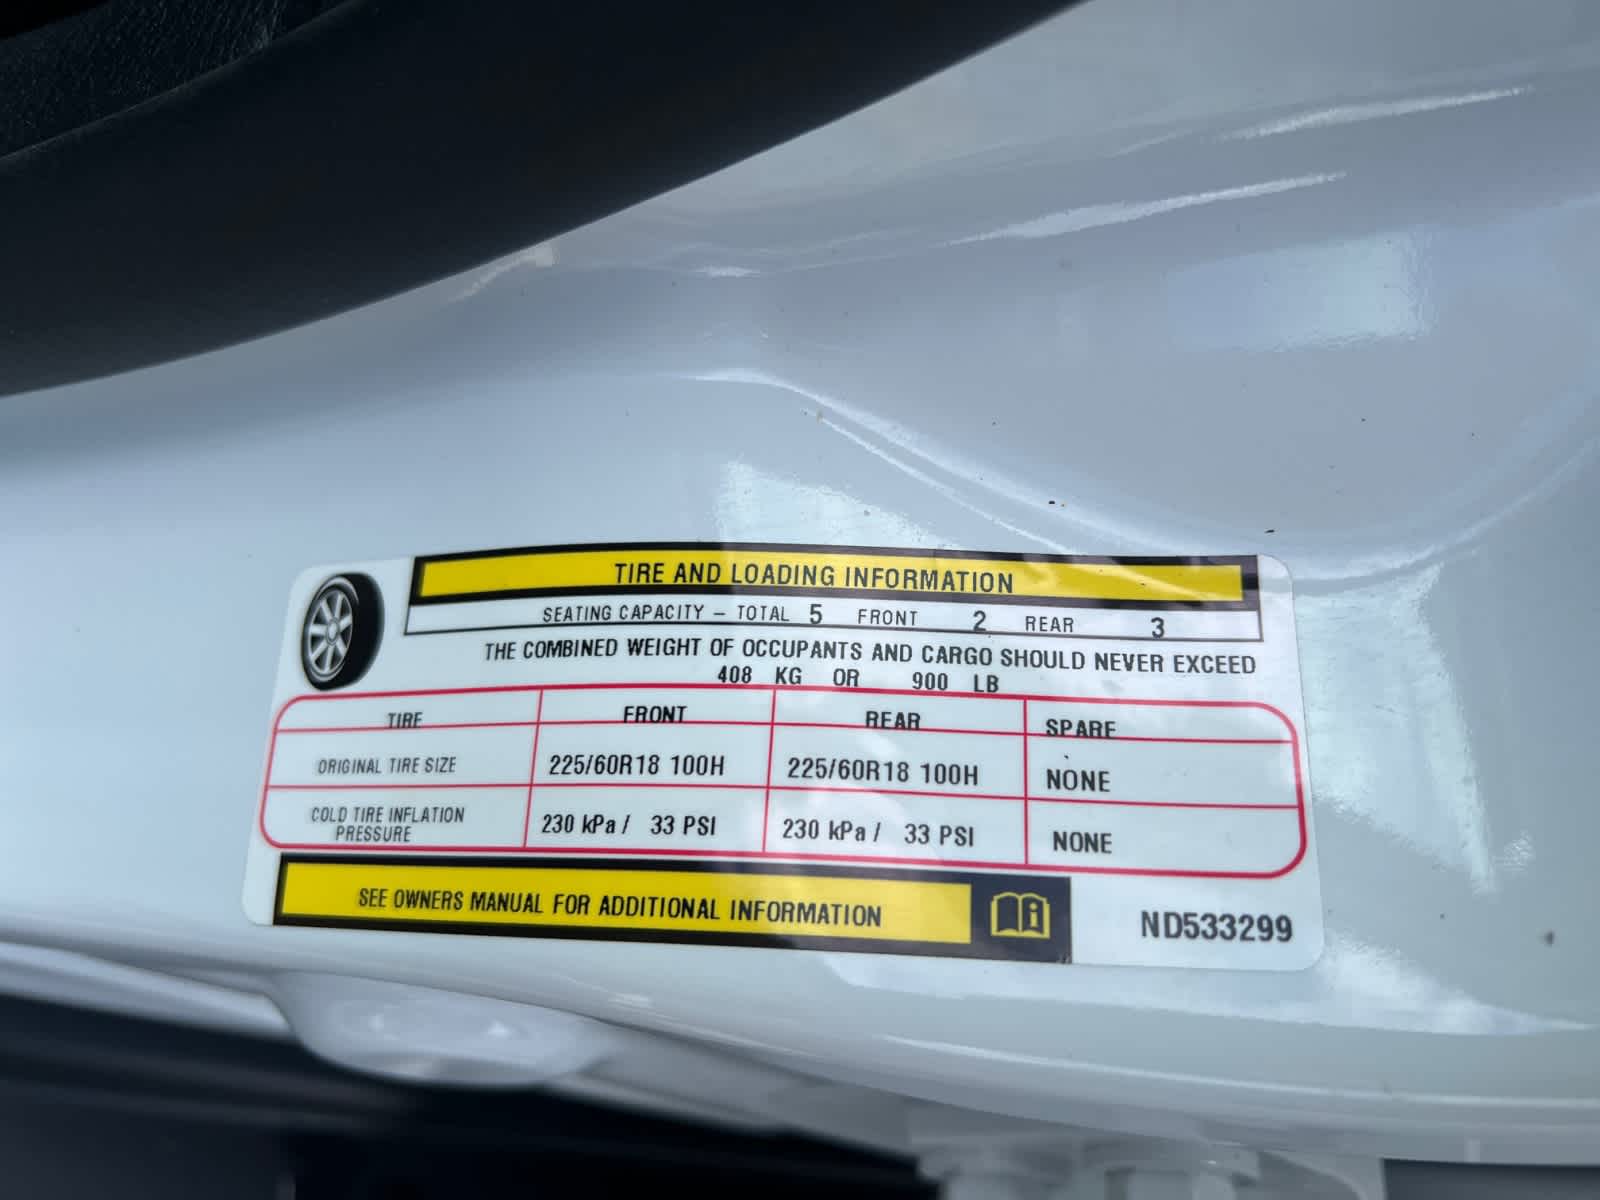 TIRE AND LOADING INFORMATION
SEATING CAPACITY – TOTAL 5 FRONT 2 REAR 3
THE COMBINED WEIGHT OF OCCUPANTS AND CARGO SHOULD NEVER EXCEED
408 KG OR 900 LB
TIRE FRONT REAR SPARE
ORIGINAL TIRE SIZE 225/60R18 100H 225/60R18 100H NONE
COLD TIRE INFLATION
PRESSURE 230 kPa / 33 PSI 230 kPa / 33 PSI NONE
SEE OWNERS MANUAL FOR ADDITIONAL INFORMATION
ND533299